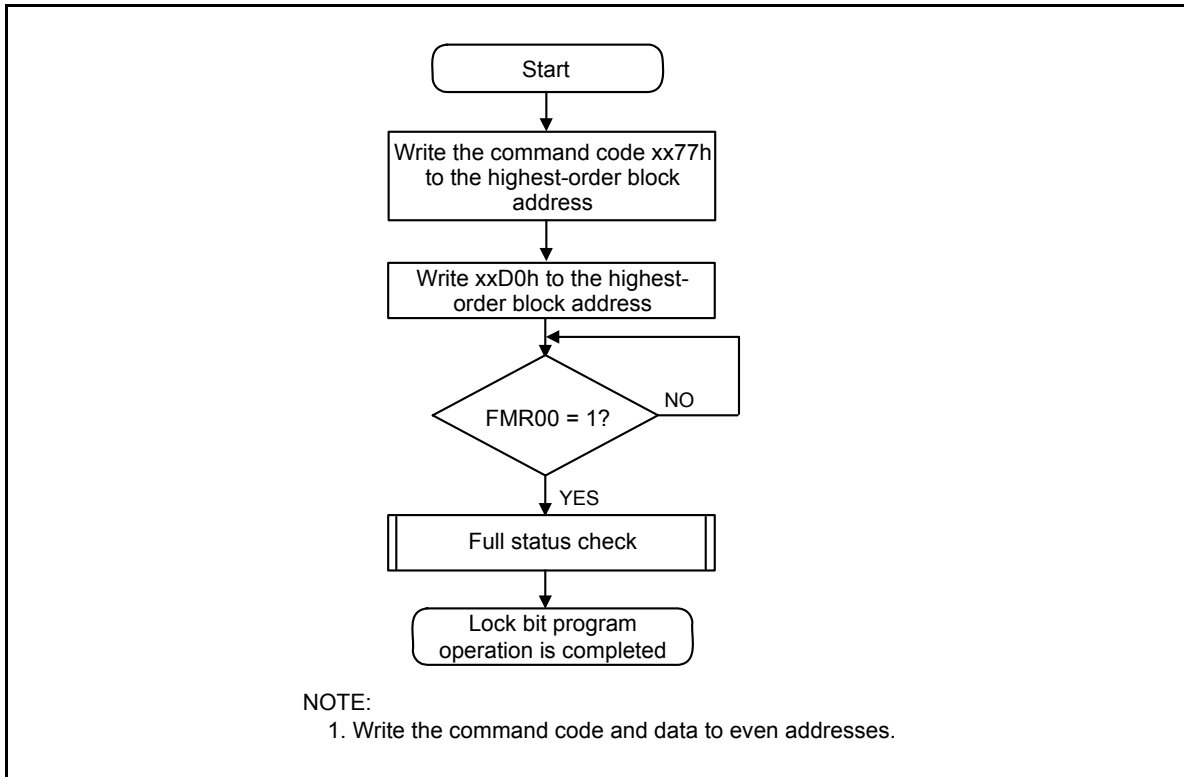 Start
Write the command code xx77h
to the highest-order block
address
Write xxD0h to the highest-
order block address
FMR00 = 1?
NO
YES
Full status check
Lock bit program
operation is completed
NOTE:
1. Write the command code and data to even addresses.